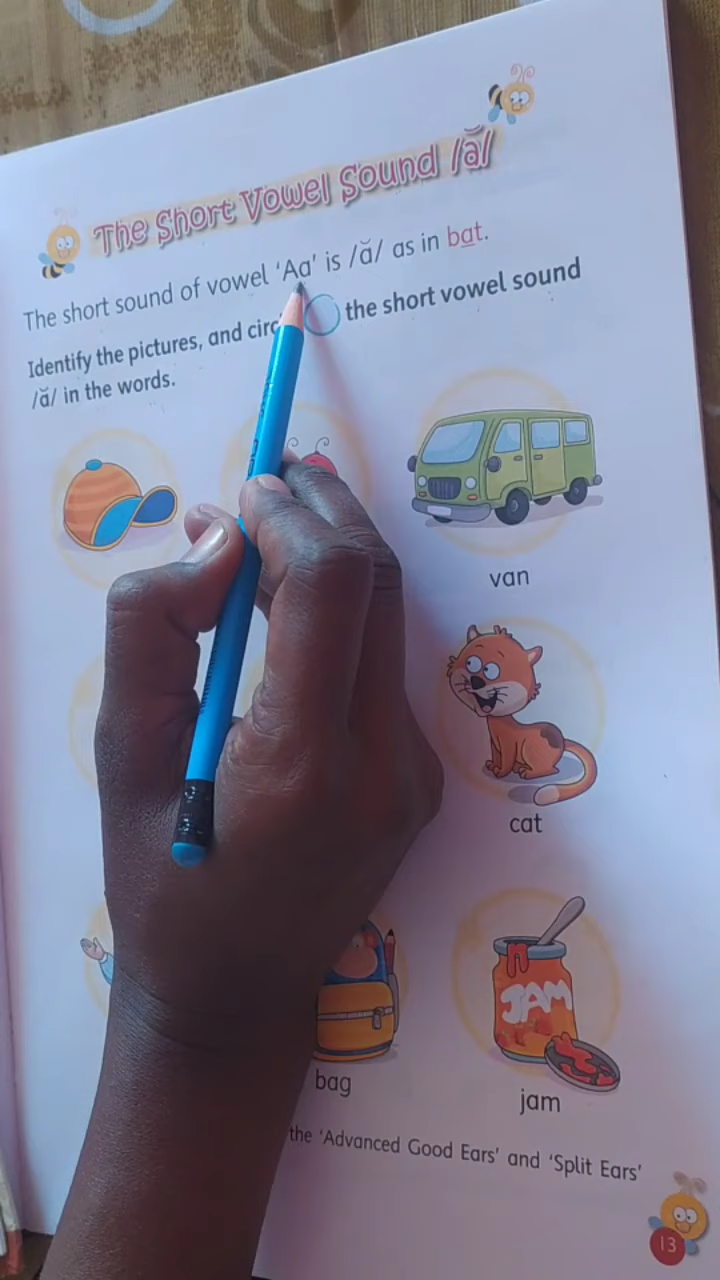 The Short Vowel Sound /ă/
The short sound of vowel ‘Aa’ is /ă/ as in bat.
Identify the pictures, and circ the short vowel sound
/ă/ in the words.
van
cat
JAM
bag
jam
the ‘Advanced Good Ears’ and ‘Split Ears’
13